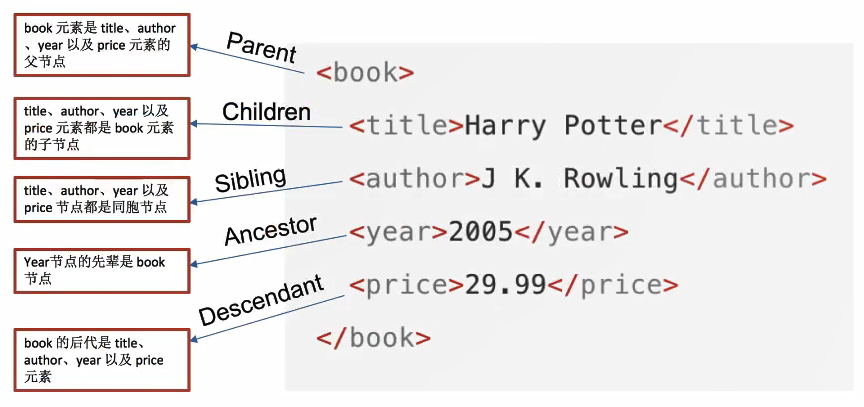 book 元素是 title、author
、year 以及 price 元素的
父节点
Parent
<book>
title、author、year 以及
price 元素都是 book 元素
的子节点
Children
<title>Harry Potter</title>
title、author、year 以及
price 节点都是同胞节点
Sibling
<author>J K. Rowling</author>
Year节点的先辈是 book
节点
Ancestor
<year>2005</year>
book 的后代是 title、
author、year 以及 price
元素
Descendant
<price>29.99</price>
</book>